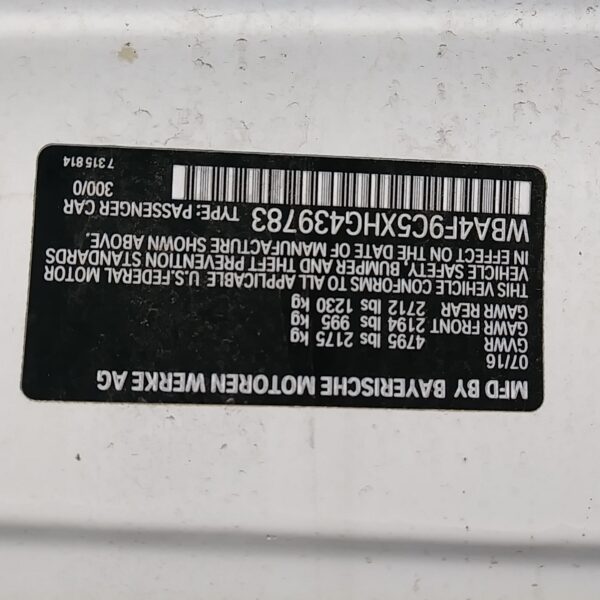 MFD BY BAYERISCHE MOTOREN WERKE AG
07/16
GVWR 4795 lbs 2175 kg
GAWR FRONT 2194 lbs 995 kg
GAWR REAR 2712 lbs 1230 kg
THIS VEHICLE CONFORMS TO ALL APPLICABLE U.S.FEDERAL MOTOR
VEHICLE SAFETY, BUMPER AND THEFT PREVENTION STANDARDS
IN EFFECT ON THE DATE OF MANUFACTURE SHOWN ABOVE.
WBA4F9C5XHG439783 TYPE: PASSENGER CAR
300/0
7315814